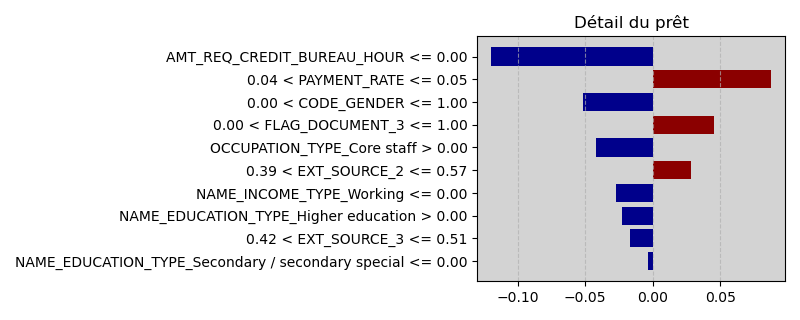 Détail du prêt
AMT_REQ_CREDIT_BUREAU_HOUR <= 0.00
0.04 < PAYMENT_RATE <= 0.05
0.00 < CODE_GENDER <= 1.00
0.00 < FLAG_DOCUMENT_3 <= 1.00
OCCUPATION_TYPE_Core staff > 0.00
0.39 < EXT_SOURCE_2 <= 0.57
NAME_INCOME_TYPE_Working <= 0.00
NAME_EDUCATION_TYPE_Higher education > 0.00
0.42 < EXT_SOURCE_3 <= 0.51
NAME_EDUCATION_TYPE_Secondary / secondary special <= 0.00
−0.10 −0.05 0.00 0.05